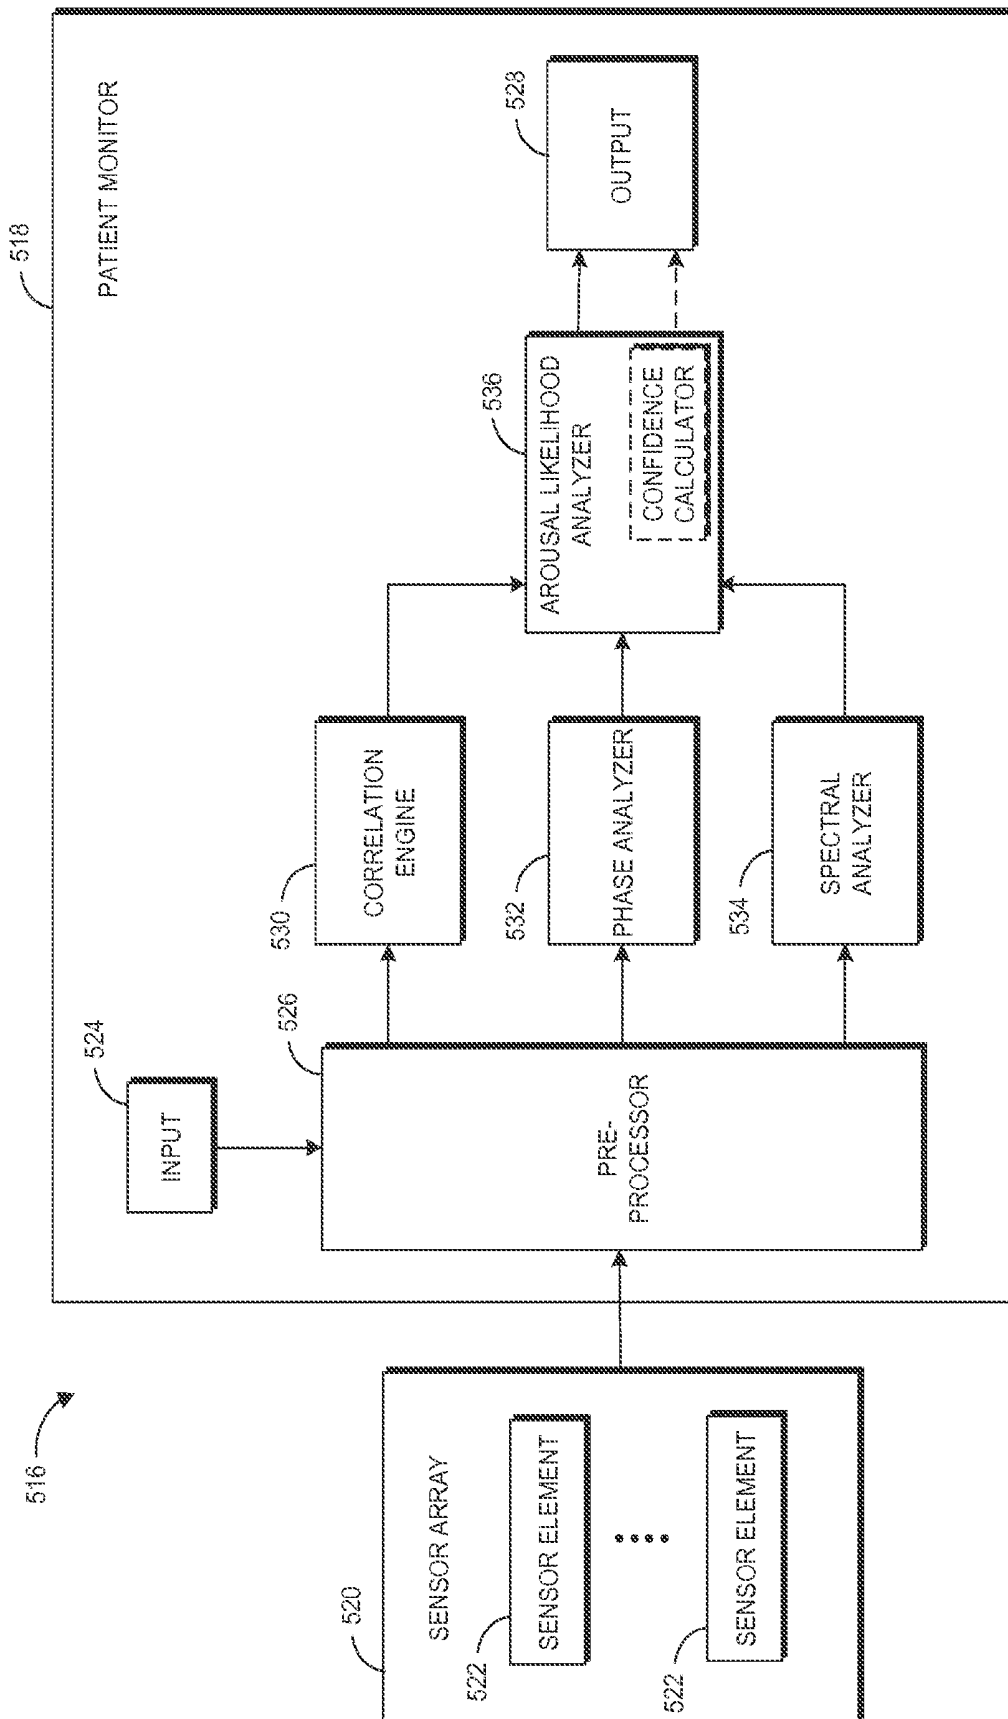 516
518
PATIENT MONITOR
520
SENSOR ARRAY
522
SENSOR ELEMENT
522
SENSOR ELEMENT
524
INPUT
526
PRE-
PROCESSOR
530
CORRELATION
ENGINE
532
PHASE ANALYZER
534
SPECTRAL
ANALYZER
536
AROUSAL LIKELIHOOD
ANALYZER
CONFIDENCE
CALCULATOR
528
OUTPUT